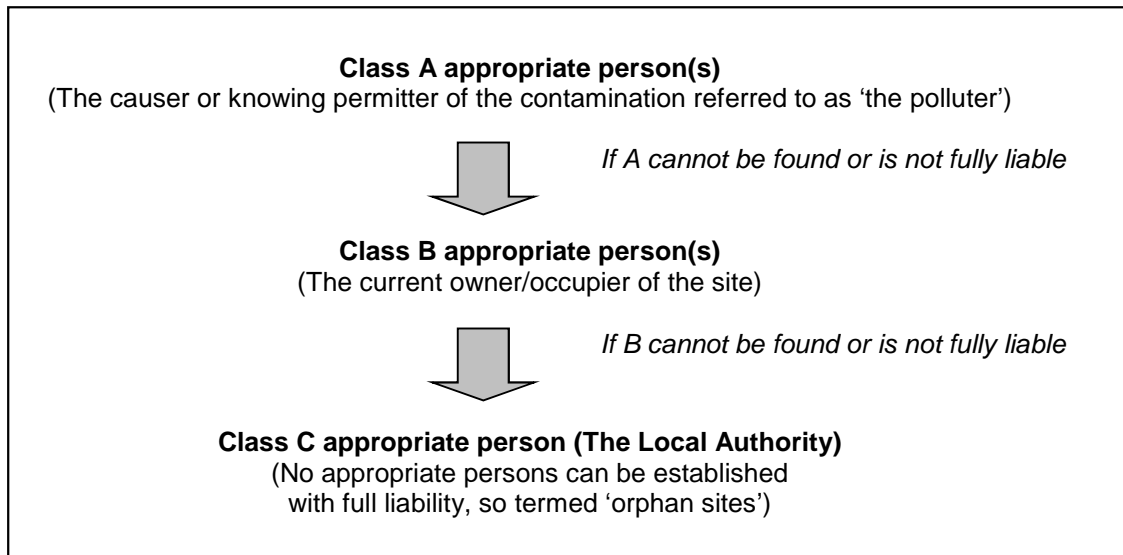 Class A appropriate person(s)
(The causer or knowing permitter of the contamination referred to as ‘the polluter’)
If A cannot be found or is not fully liable
Class B appropriate person(s)
(The current owner/occupier of the site)
If B cannot be found or is not fully liable
Class C appropriate person (The Local Authority)
(No appropriate persons can be established
with full liability, so termed ‘orphan sites’)